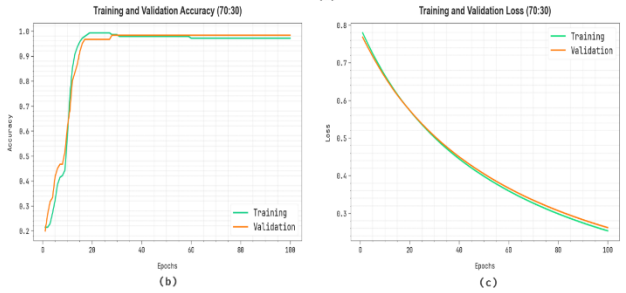 Training and Validation Accuracy (70:30)
1.0
0.9
0.8
0.7
0.6
0.5
0.4
0.3
0.2
Accuracy
0 20 40 60 80 100
Epochs
Training
Validation
(b)
Training and Validation Loss (70:30)
0.8
0.7
0.6
0.5
0.4
0.3
Loss
0 20 40 60 80 100
Epochs
Training
Validation
(c)